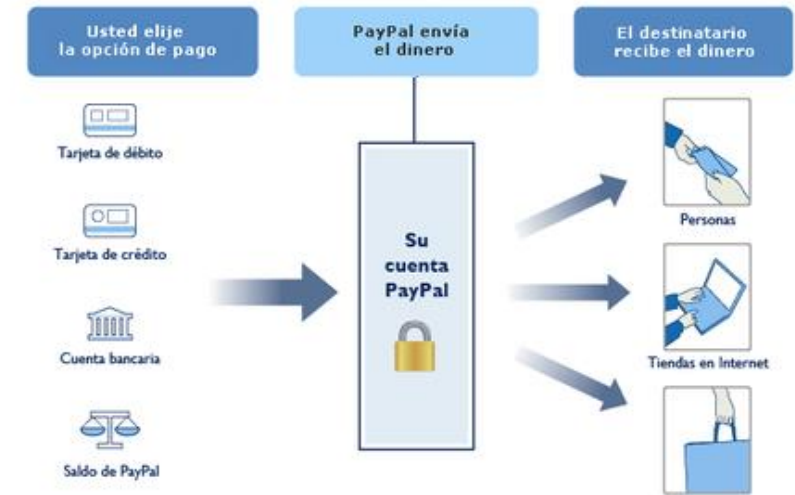 Usted elije
la opción de pago
PayPal envía
el dinero
El destinatario
recibe el dinero
Tarjeta de débito
Tarjeta de crédito
Cuenta bancaria
Saldo de PayPal
Su
cuenta
PayPal
Personas
Tiendas en Internet